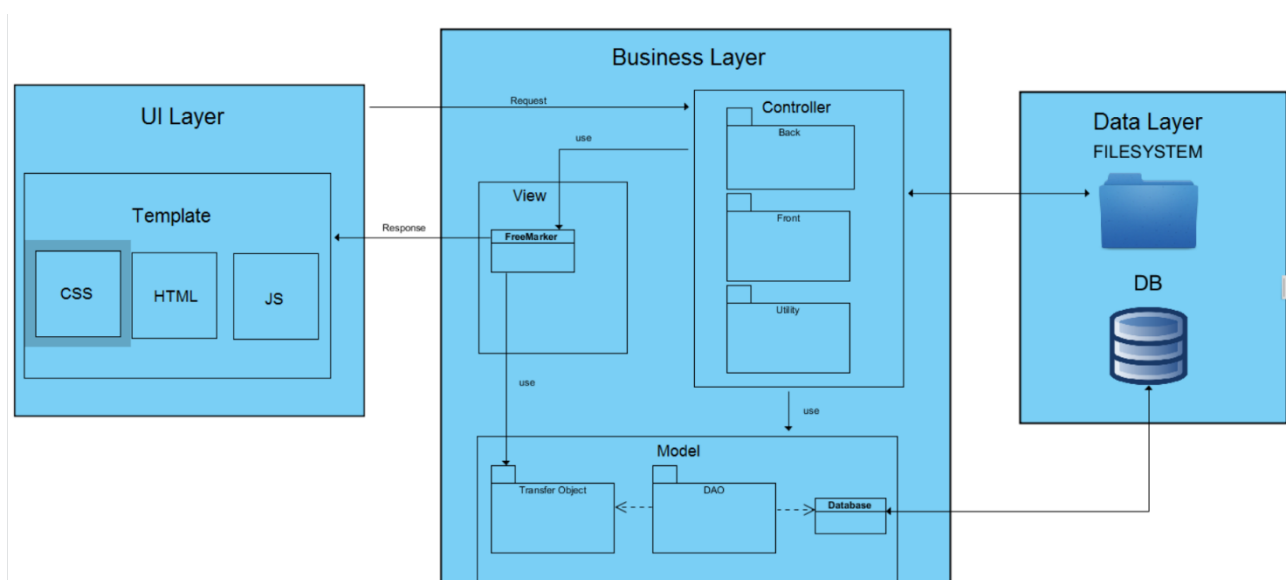 UI Layer
Template
CSS
HTML
JS
Request
Response
Business Layer
Controller
Back
Front
Utility
use
View
FreeMarker
use
use
Model
Transfer Object
DAO
Database
Data Layer
FILESYSTEM
DB